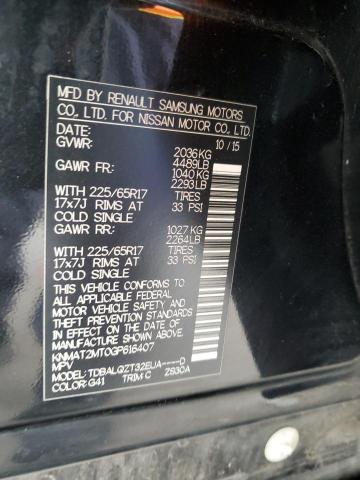 MFD BY RENAULT SAMSUNG MOTORS
CO., LTD. FOR NISSAN MOTOR CO., LTD.
DATE: 10 / 15
GVWR: 2036 KG
4489LB
GAWR FR: 1040 KG
2293LB
WITH 225/65R17 TIRES
17x7J RIMS AT 33 PSI
COLD SINGLE
GAWR RR: 1027 KG
2264LB
WITH 225/65R17 TIRES
17x7J RIMS AT 33 PSI
COLD SINGLE
THIS VEHICLE CONFORMS TO
ALL APPLICABLE FEDERAL
MOTOR VEHICLE SAFETY AND
THEFT PREVENTION STANDARDS
IN EFFECT ON THE DATE OF
MANUFACTURE SHOWN ABOVE.
KNMAT2MT0GP616407
MPV
MODEL: TDBALQZT32EUA----D
COLOR: G41 TRIM: C ZS30A